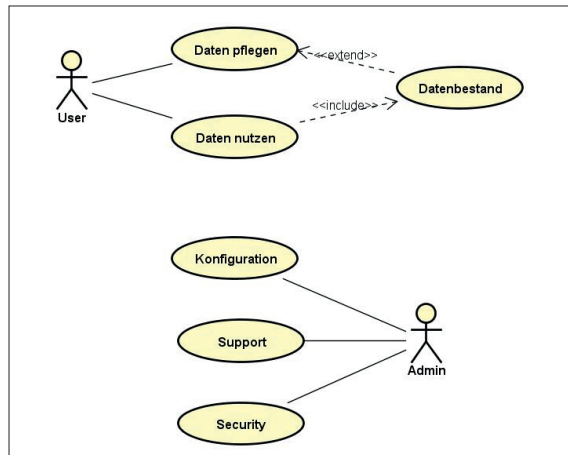 Daten pflegen
<<extend>>
Datenbestand
<<include>>
User
Daten nutzen
Konfiguration
Support
Admin
Security